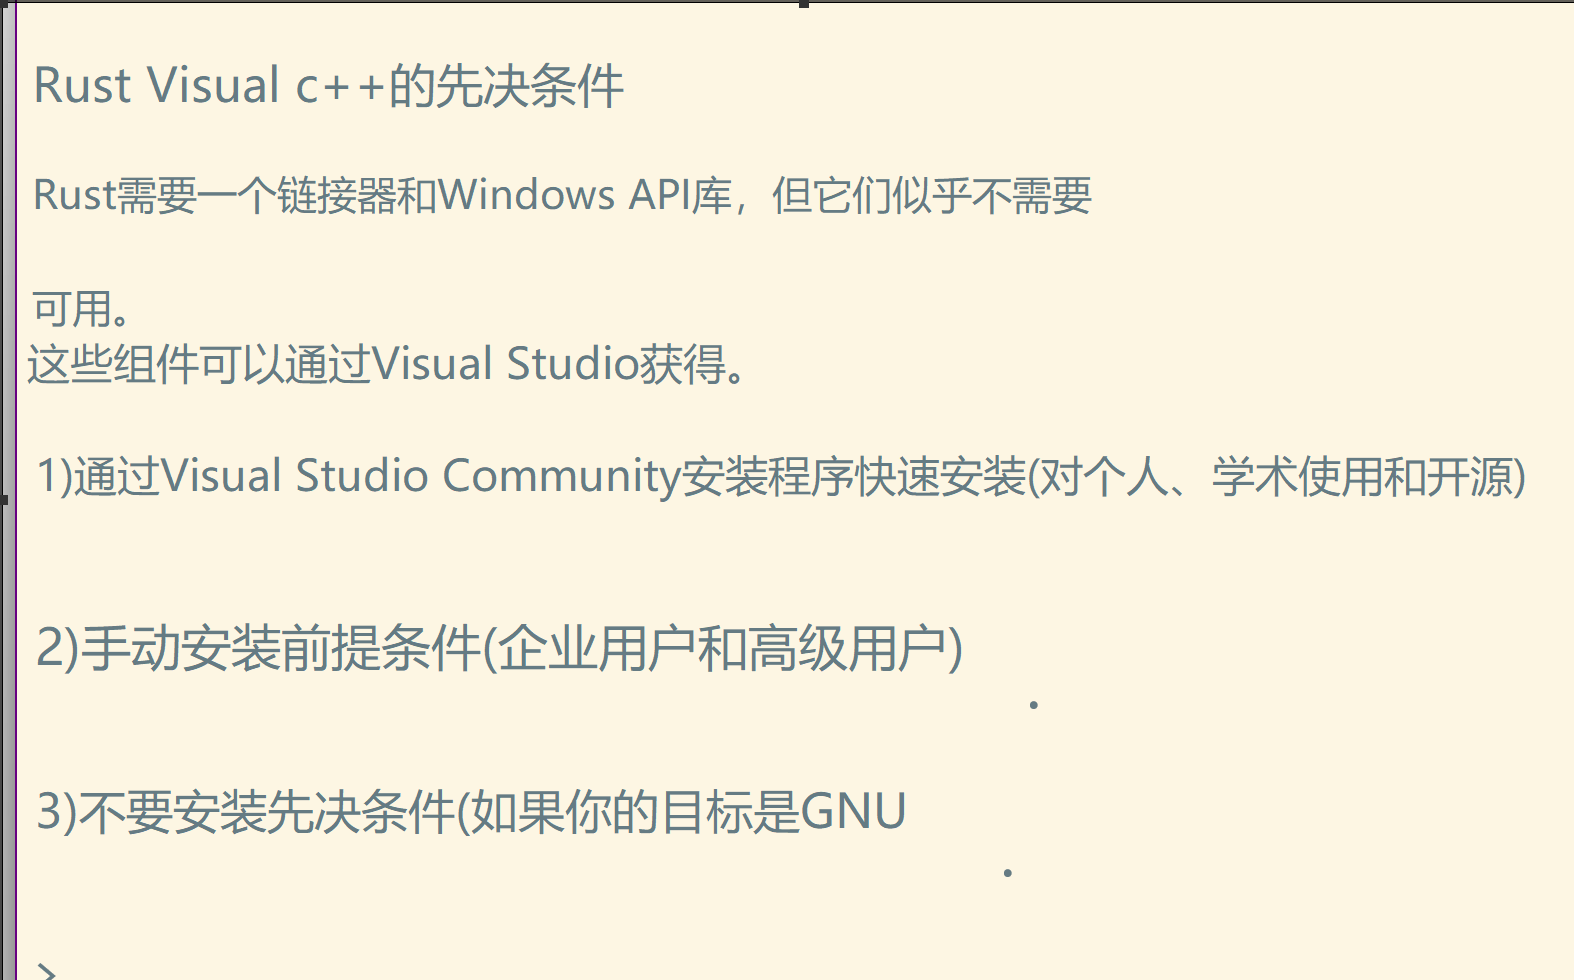 Rust Visual c++的先决条件
Rust需要一个链接器和Windows API库，但它们似乎不需要
可用。
这些组件可以通过Visual Studio获得。
1)通过Visual Studio Community安装程序快速安装(对个人、学术使用和开源)
2)手动安装前提条件(企业用户和高级用户)
.
3)不要安装先决条件(如果你的目标是GNU
.
>